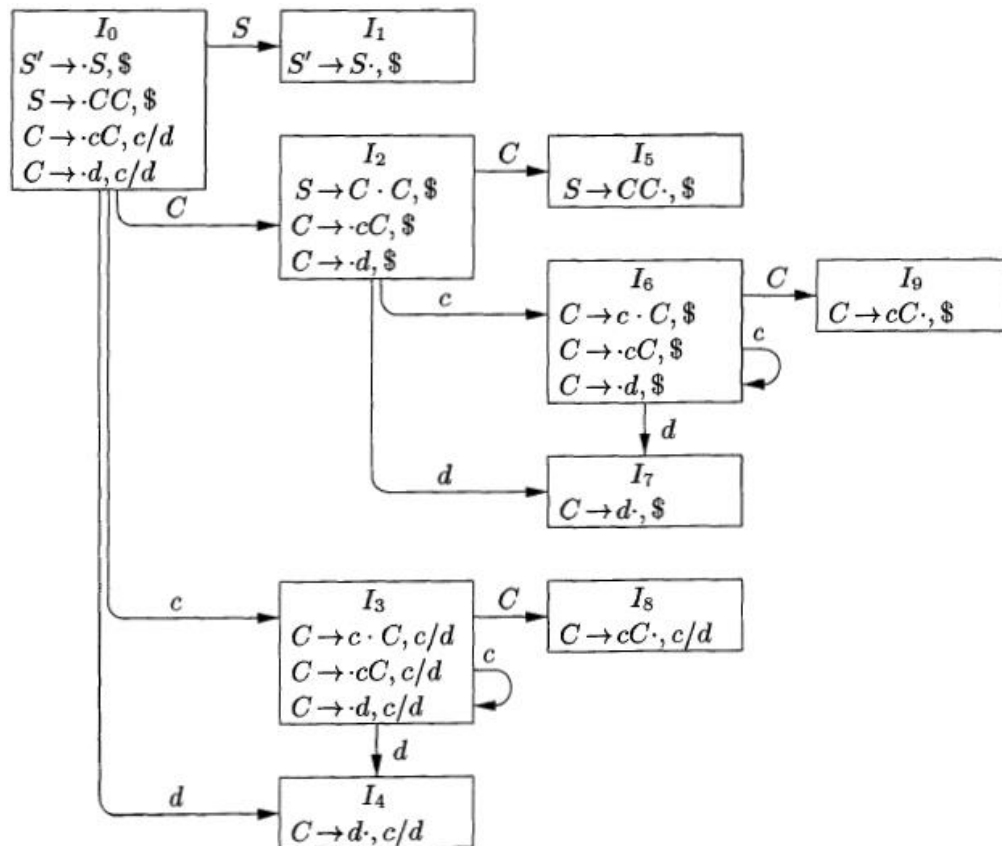 I₀
S′ → ·S, $
S → ·CC, $
C → ·cC, c/d
C → ·d, c/d
S
I₁
S′ → S·, $
C
I₂
S → C · C, $
C → ·cC, $
C → ·d, $
C
I₅
S → CC·, $
c
I₆
C → c · C, $
C → ·cC, $
C → ·d, $
C
I₉
C → cC·, $
c
d
d
I₇
C → d·, $
c
I₃
C → c · C, c/d
C → ·cC, c/d
C → ·d, c/d
C
I₈
C → cC·, c/d
c
d
d
I₄
C → d·, c/d